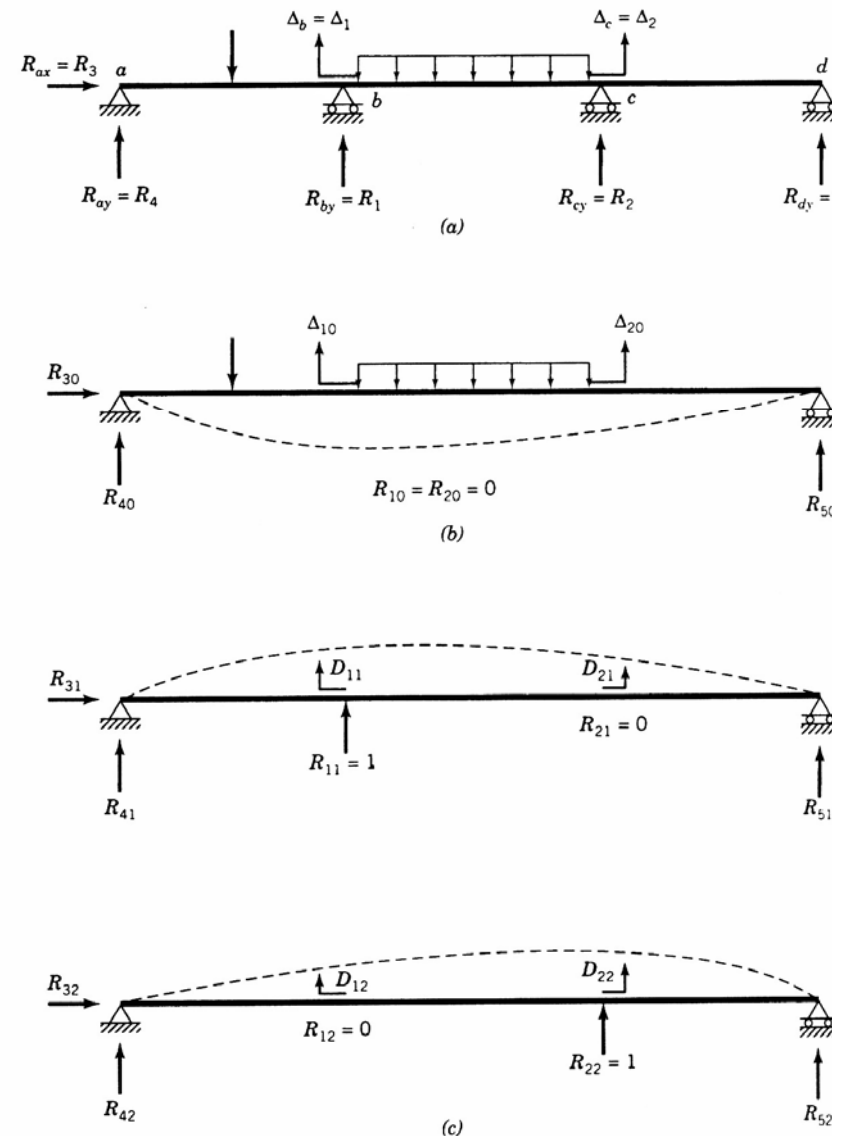 Δb = Δ1 Δc = Δ2
Rax = R3 a d
b c
Ray = R4 Rby = R1 Rcy = R2 Rdy =
(a)
Δ10 Δ20
R30
R40 R10 = R20 = 0 R50
(b)
D11 D21
R31
R21 = 0
R11 = 1
R41 R51
D12 D22
R32
R12 = 0
R22 = 1
R42 R52
(c)